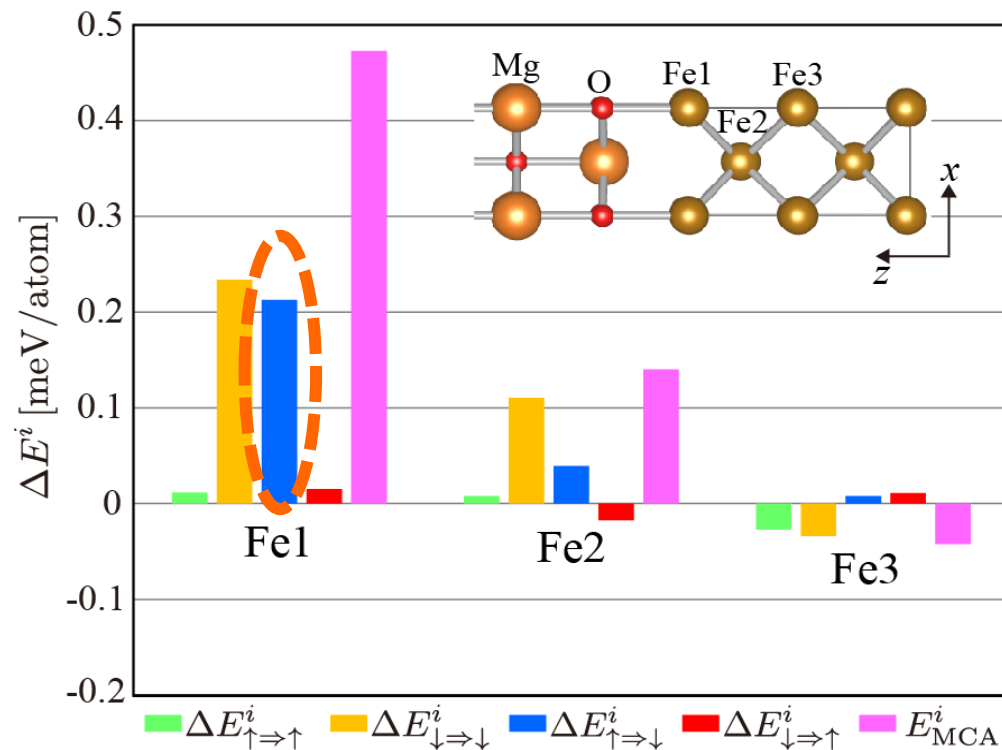 0.5
0.4
0.3
0.2
0.1
0
-0.1
-0.2
ΔE^i [meV/atom]
Mg
O
Fe1
Fe3
Fe2
x
z
Fe1
Fe2
Fe3
ΔE^i_{↑⇒↑} ΔE^i_{↓⇒↓} ΔE^i_{↑⇒↓} ΔE^i_{↓⇒↑} E^i_{MCA}